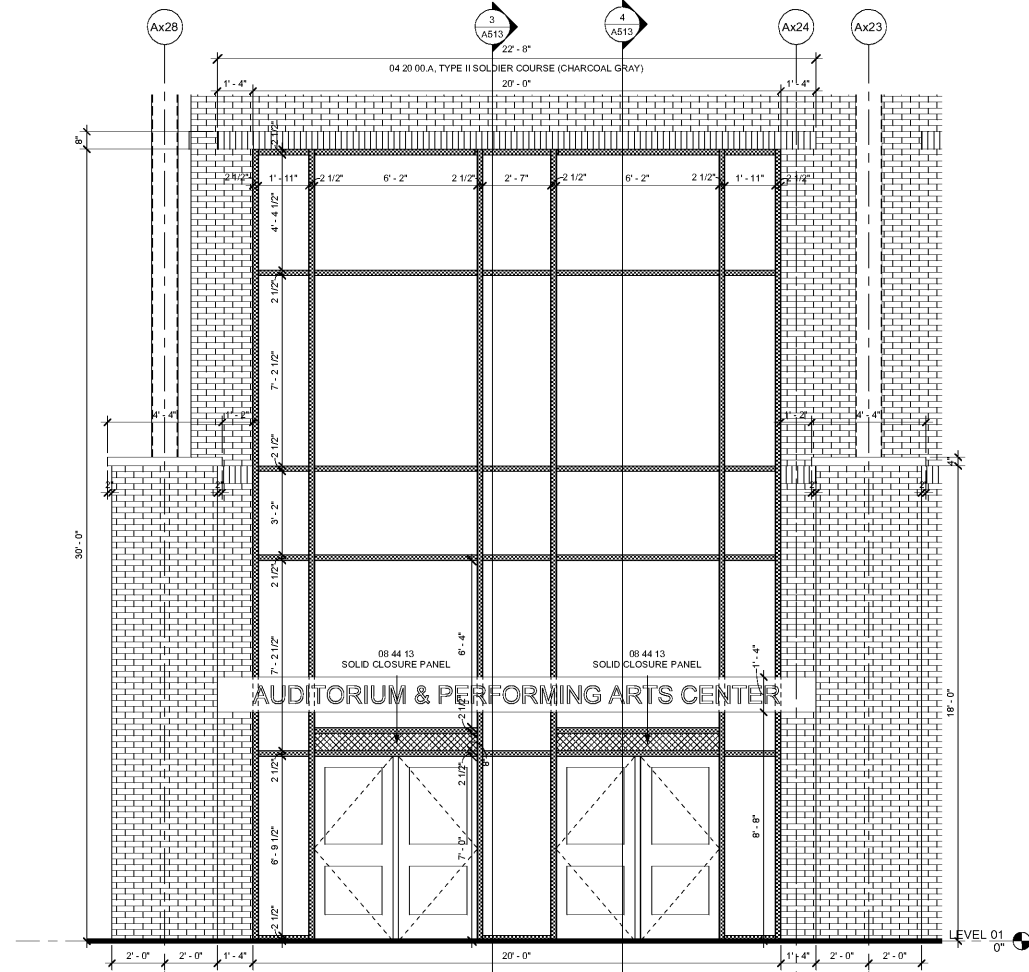 Ax28
3
A513
4
A513
Ax24
Ax23
22' - 8"
04 20 00.A, TYPE II SOLDIER COURSE (CHARCOAL GRAY)
1' - 4"
20' - 0"
1' - 4"
8"
2 1/2"
2 1/2"
1' - 11"
2 1/2"
6' - 2"
2 1/2"
2' - 7"
2 1/2"
6' - 2"
2 1/2"
1' - 11"
2 1/2"
4' - 4 1/2"
2 1/2"
7' - 2 1/2"
4' - 4"
1' - 2"
1' - 2"
4' - 4"
2 1/2"
4"
2"
2"
2"
2"
3' - 2"
30' - 0"
2 1/2"
6' - 4"
7' - 2 1/2"
08 44 13
SOLID CLOSURE PANEL
08 44 13
SOLID CLOSURE PANEL
1' - 4"
AUDITORIUM & PERFORMING ARTS CENTER
18' - 0"
2 1/2"
8"
2 1/2"
2 1/2"
6' - 9 1/2"
7' - 0"
8' - 8"
2 1/2"
LEVEL 01
0"
2' - 0"
2' - 0"
1' - 4"
20' - 0"
1' - 4"
2' - 0"
2' - 0"